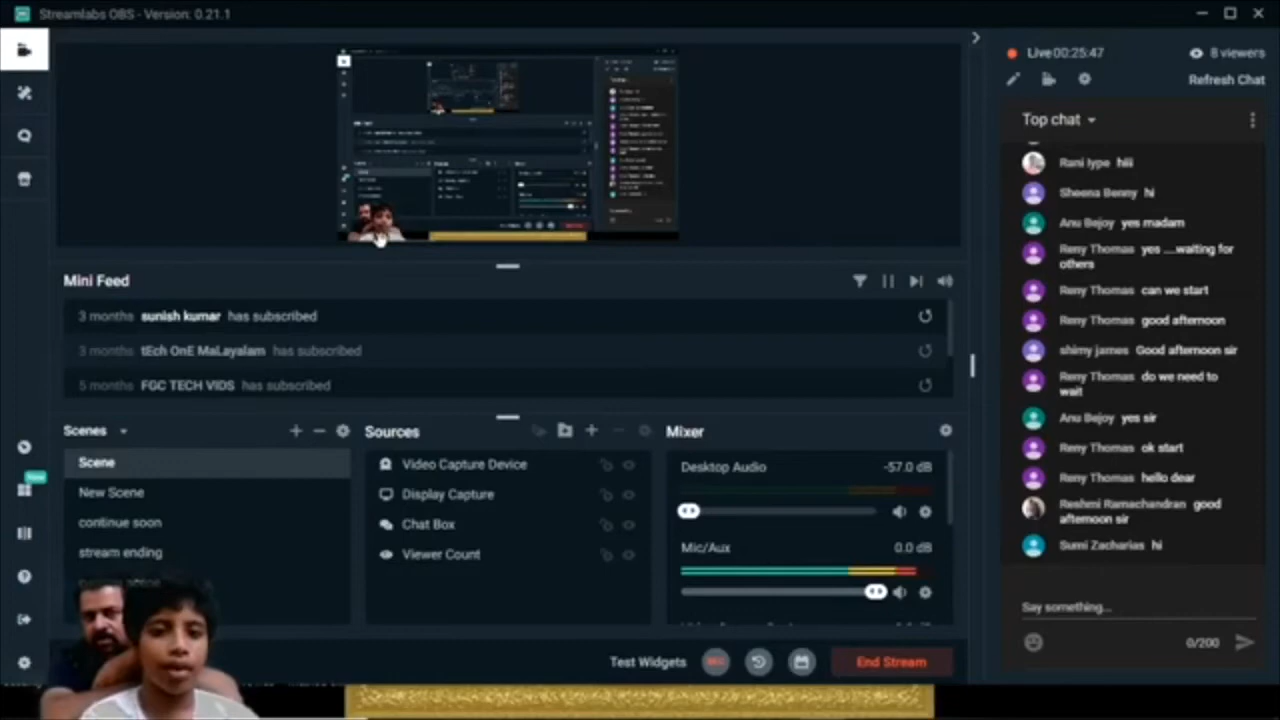 Streamlabs OBS - Version: 0.21.1
Live 00:25:47
8 viewers
Refresh Chat
Top chat
Rani Iype hiii
Sheena Benny hi
Anu Bejoy yes madam
Reny Thomas yes ....waiting for
others
Reny Thomas can we start
Reny Thomas good afternoon
shimy james Good afternoon sir
Reny Thomas do we need to
wait
Anu Bejoy yes sir
Reny Thomas ok start
Reny Thomas hello dear
Reshmi Ramachandran good
afternoon sir
Sumi Zacharias hi
Say something...
0/200
Mini Feed
3 months sunish kumar has subscribed
3 months tEch OnE MaLayalam has subscribed
5 months FGC TECH VIDS has subscribed
Scenes
Scene
New Scene
continue soon
stream ending
Sources
Video Capture Device
Display Capture
Chat Box
Viewer Count
Mixer
Desktop Audio -57.0 dB
Mic/Aux 0.0 dB
New
Test Widgets
REC
End Stream